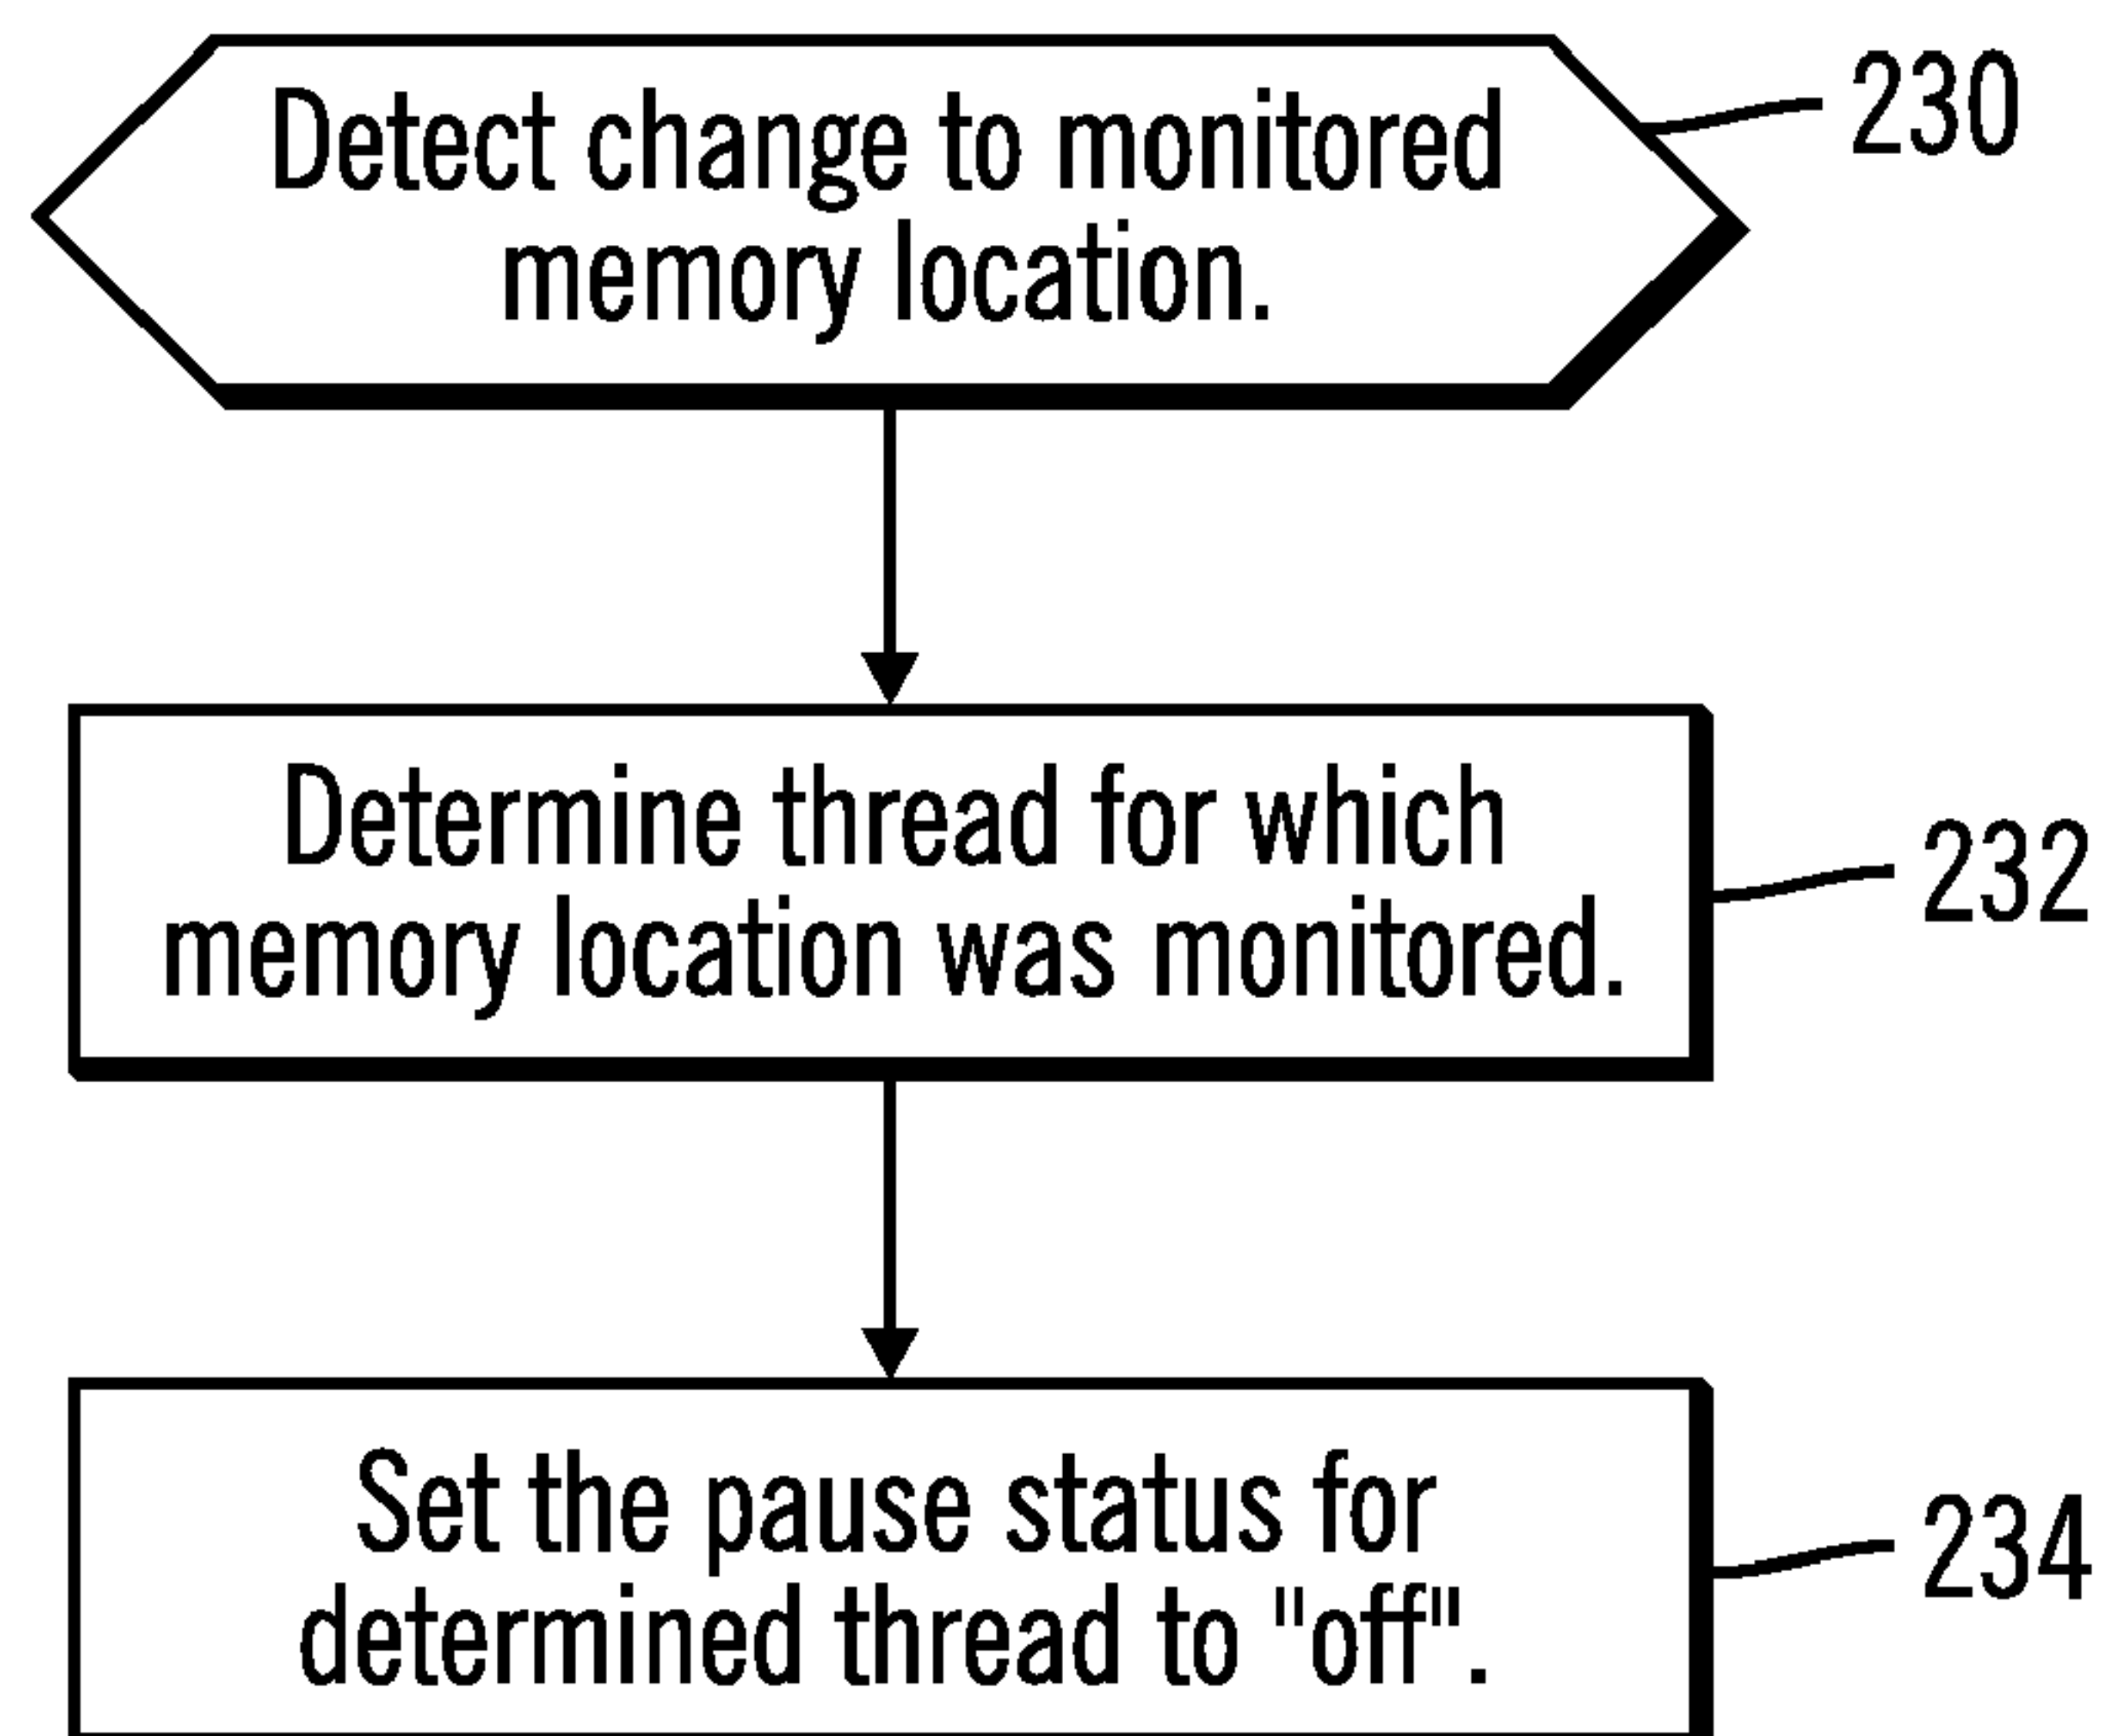 Detect change to monitored
memory location.
230
Determine thread for which
memory location was monitored.
232
Set the pause status for
determined thread to "off".
234